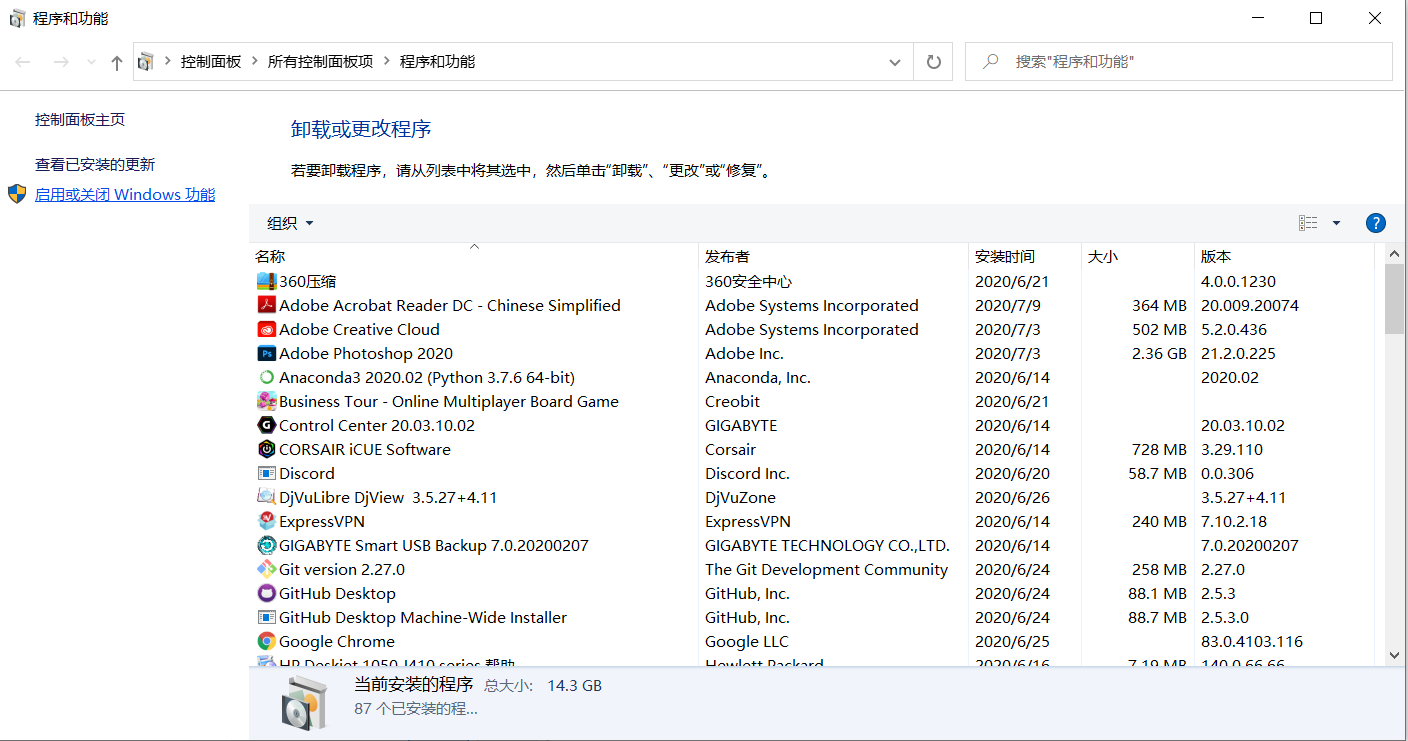 程序和功能
控制面板 > 所有控制面板项 > 程序和功能
搜索"程序和功能"
控制面板主页
查看已安装的更新
启用或关闭 Windows 功能
卸载或更改程序
若要卸载程序，请从列表中将其选中，然后单击“卸载”、“更改”或“修复”。
组织
名称 发布者 安装时间 大小 版本
360压缩 360安全中心 2020/6/21 4.0.0.1230
Adobe Acrobat Reader DC - Chinese Simplified Adobe Systems Incorporated 2020/7/9 364 MB 20.009.20074
Adobe Creative Cloud Adobe Systems Incorporated 2020/7/3 502 MB 5.2.0.436
Adobe Photoshop 2020 Adobe Inc. 2020/7/3 2.36 GB 21.2.0.225
Anaconda3 2020.02 (Python 3.7.6 64-bit) Anaconda, Inc. 2020/6/14 2020.02
Business Tour - Online Multiplayer Board Game Creobit 2020/6/21
Control Center 20.03.10.02 GIGABYTE 2020/6/14 20.03.10.02
CORSAIR iCUE Software Corsair 2020/6/14 728 MB 3.29.110
Discord Discord Inc. 2020/6/20 58.7 MB 0.0.306
DjVuLibre DjView 3.5.27+4.11 DjVuZone 2020/6/26 3.5.27+4.11
ExpressVPN ExpressVPN 2020/6/14 240 MB 7.10.2.18
GIGABYTE Smart USB Backup 7.0.20200207 GIGABYTE TECHNOLOGY CO.,LTD. 2020/6/14 7.0.20200207
Git version 2.27.0 The Git Development Community 2020/6/24 258 MB 2.27.0
GitHub Desktop GitHub, Inc. 2020/6/24 88.1 MB 2.5.3
GitHub Desktop Machine-Wide Installer GitHub, Inc. 2020/6/24 88.7 MB 2.5.3.0
Google Chrome Google LLC 2020/6/25 83.0.4103.116
HP Deskjet 1050 J410 series 帮助 Hewlett Packard 2020/6/16 7.19 MB 140.0.66.66
当前安装的程序 总大小: 14.3 GB
87 个已安装的程...